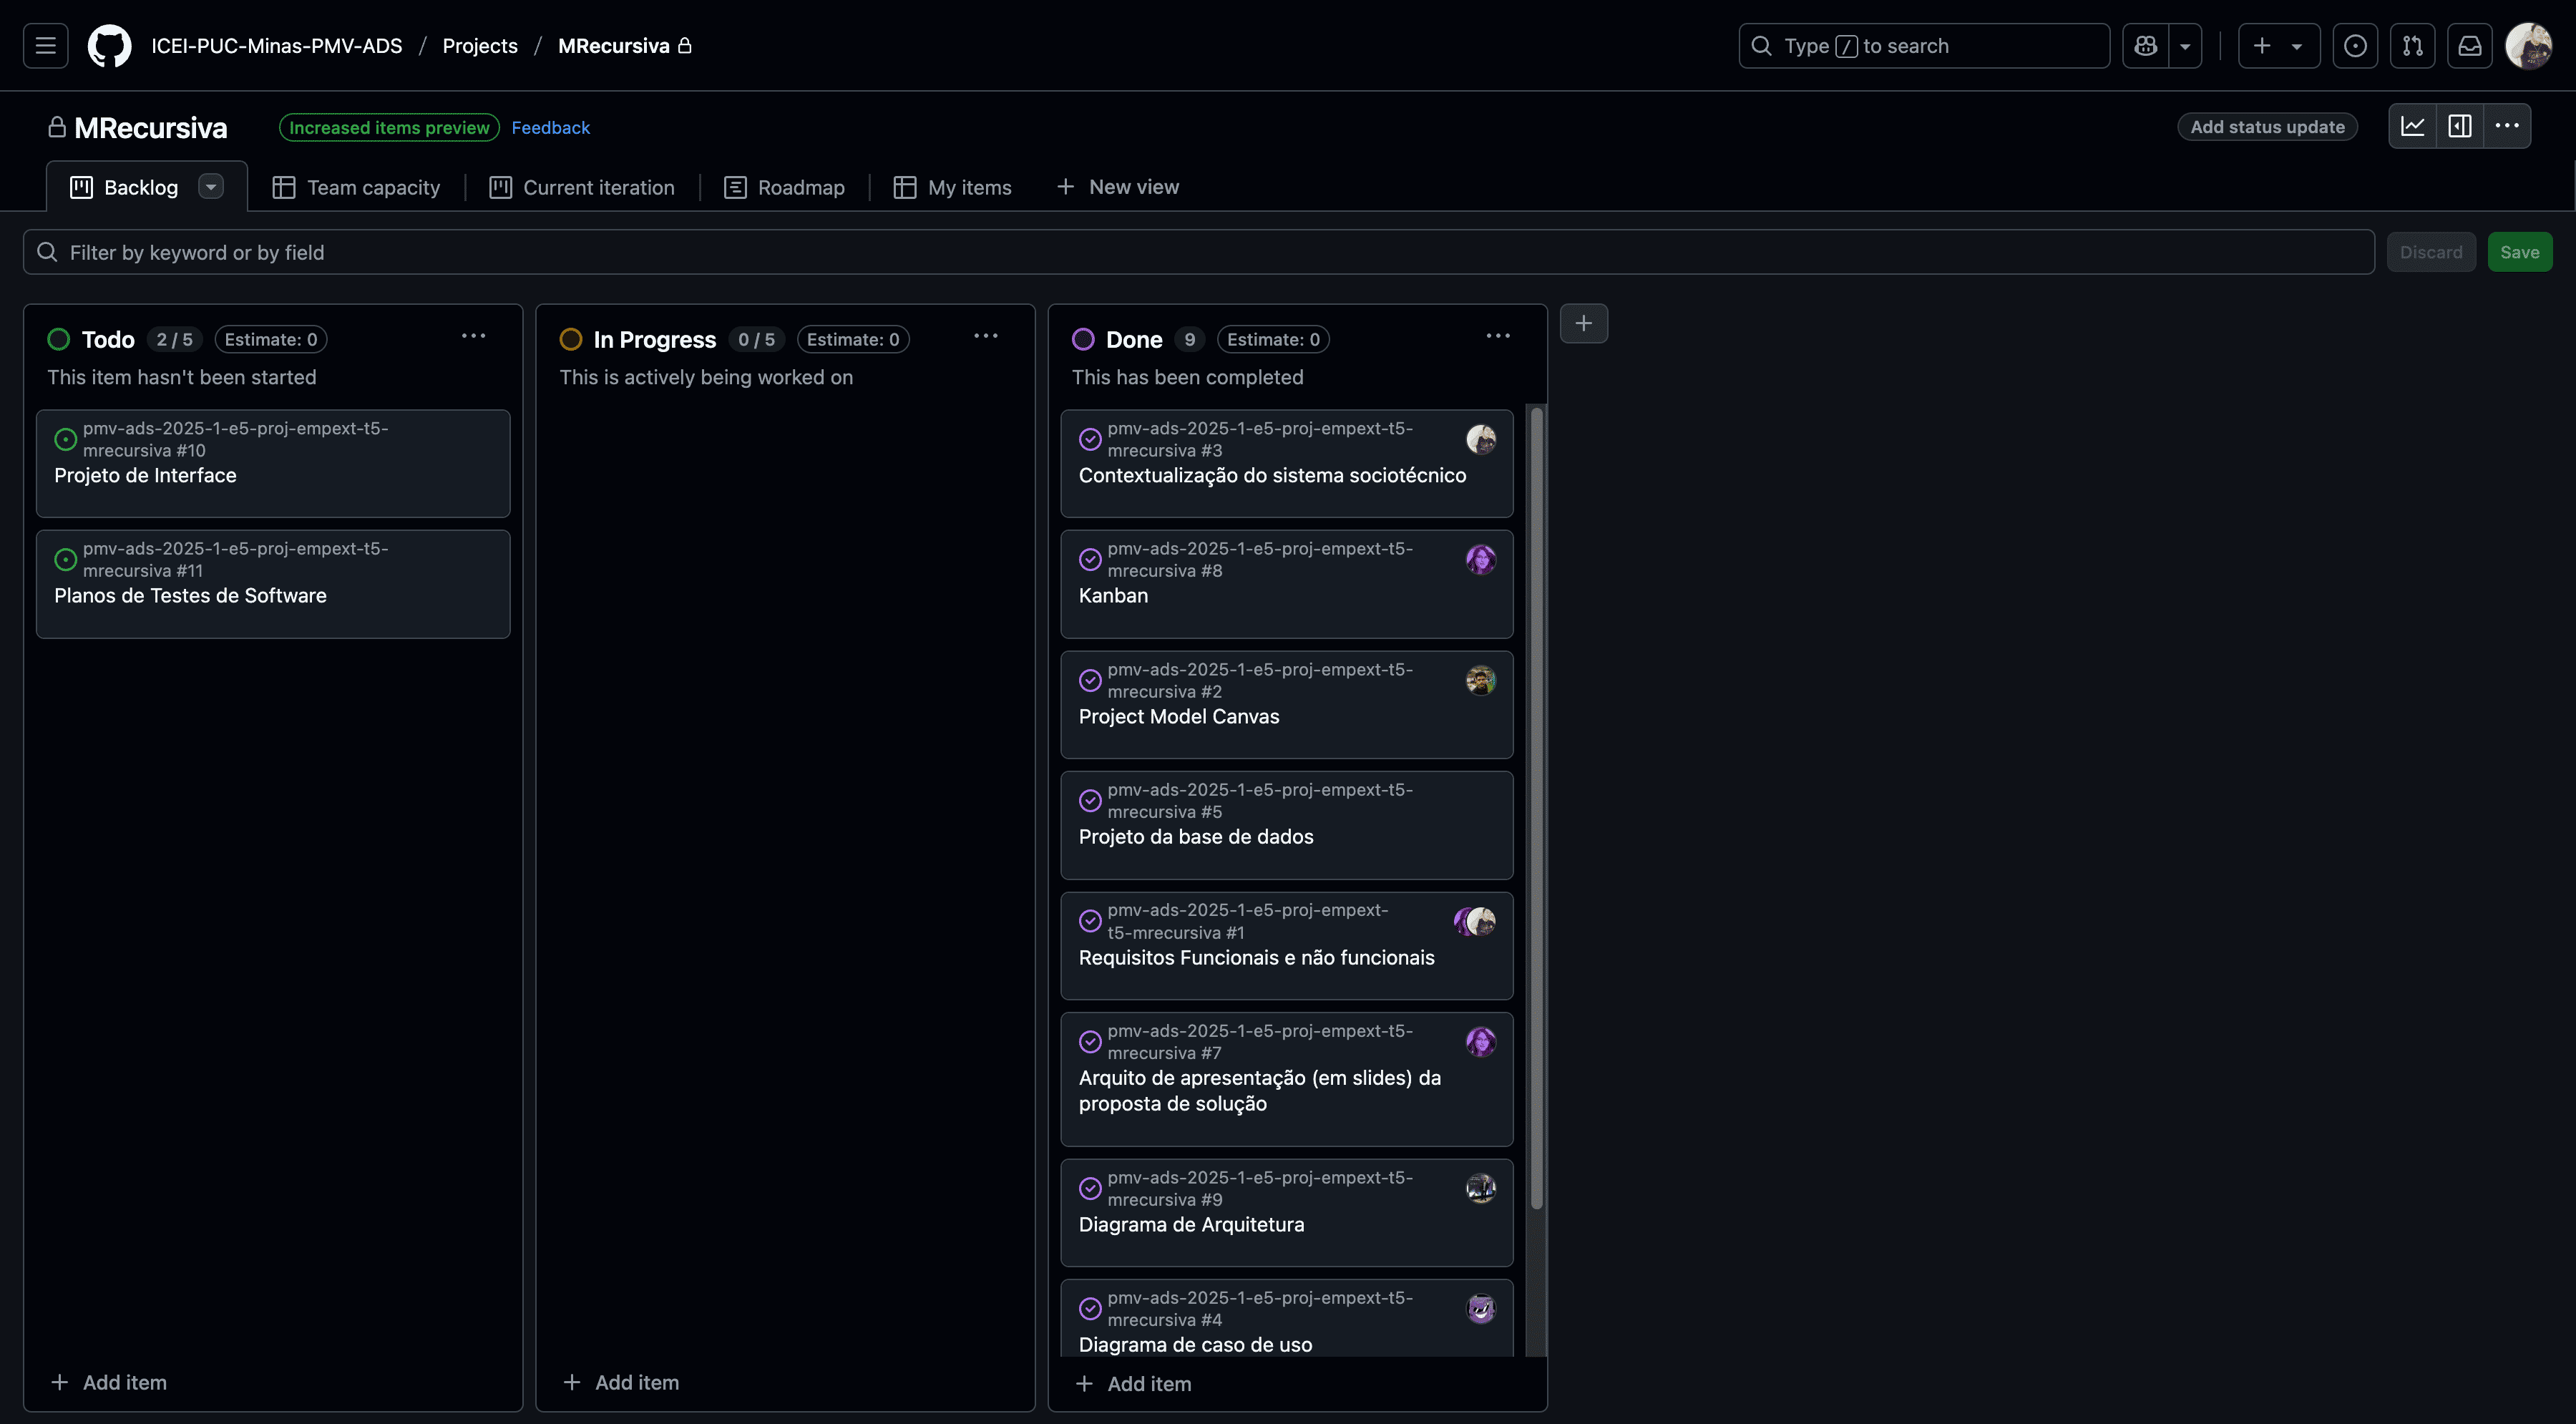 ICEI-PUC-Minas-PMV-ADS / Projects / MRecursiva
Type / to search
MRecursiva
Increased items preview
Feedback
Add status update
Backlog
Team capacity
Current iteration
Roadmap
My items
New view
Filter by keyword or by field
Discard
Save
Todo
2 / 5
Estimate: 0
This item hasn't been started
pmv-ads-2025-1-e5-proj-empext-t5-
mrecursiva #10
Projeto de Interface
pmv-ads-2025-1-e5-proj-empext-t5-
mrecursiva #11
Planos de Testes de Software
Add item
In Progress
0 / 5
Estimate: 0
This is actively being worked on
Add item
Done
9
Estimate: 0
This has been completed
pmv-ads-2025-1-e5-proj-empext-t5-
mrecursiva #3
Contextualização do sistema sociotécnico
pmv-ads-2025-1-e5-proj-empext-t5-
mrecursiva #8
Kanban
pmv-ads-2025-1-e5-proj-empext-t5-
mrecursiva #2
Project Model Canvas
pmv-ads-2025-1-e5-proj-empext-t5-
mrecursiva #5
Projeto da base de dados
pmv-ads-2025-1-e5-proj-empext-
t5-mrecursiva #1
Requisitos Funcionais e não funcionais
pmv-ads-2025-1-e5-proj-empext-t5-
mrecursiva #7
Arquito de apresentação (em slides) da
proposta de solução
pmv-ads-2025-1-e5-proj-empext-t5-
mrecursiva #9
Diagrama de Arquitetura
pmv-ads-2025-1-e5-proj-empext-t5-
mrecursiva #4
Diagrama de caso de uso
Add item